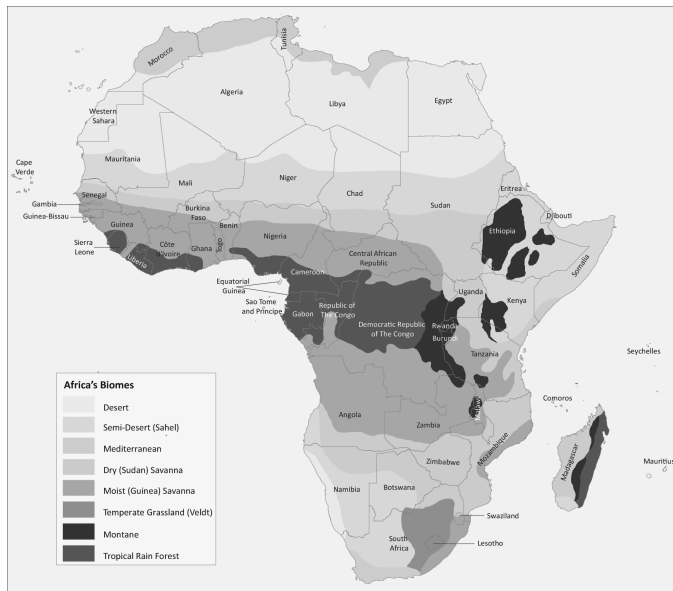 Tunisia
Morocco
Algeria
Libya
Egypt
Western
Sahara
Cape
Verde
Mauritania
Mali
Niger
Chad
Sudan
Eritrea
Djibouti
Senegal
Gambia
Guinea-Bissau
Guinea
Burkina
Faso
Benin
Togo
Ghana
Côte
d'Ivoire
Nigeria
Ethiopia
Somalia
Sierra
Leone
Liberia
Central African
Republic
Cameroon
Equatorial
Guinea
Sao Tome
and Principe
Gabon
Republic of
The Congo
Democratic Republic
of The Congo
Uganda
Kenya
Rwanda
Burundi
Tanzania
Seychelles
Comoros
Malawi
Angola
Zambia
Mozambique
Madagascar
Mauritius
Zimbabwe
Namibia
Botswana
Swaziland
South
Africa
Lesotho
Africa's Biomes
Desert
Semi-Desert (Sahel)
Mediterranean
Dry (Sudan) Savanna
Moist (Guinea) Savanna
Temperate Grassland (Veldt)
Montane
Tropical Rain Forest